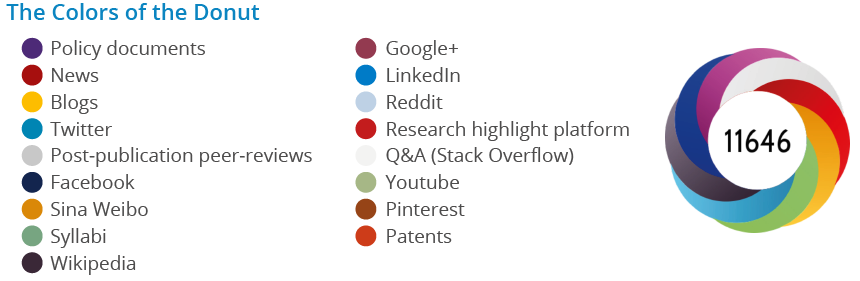 The Colors of the Donut
Policy documents
News
Blogs
Twitter
Post-publication peer-reviews
Facebook
Sina Weibo
Syllabi
Wikipedia
Google+
LinkedIn
Reddit
Research highlight platform
Q&A (Stack Overflow)
Youtube
Pinterest
Patents
11646